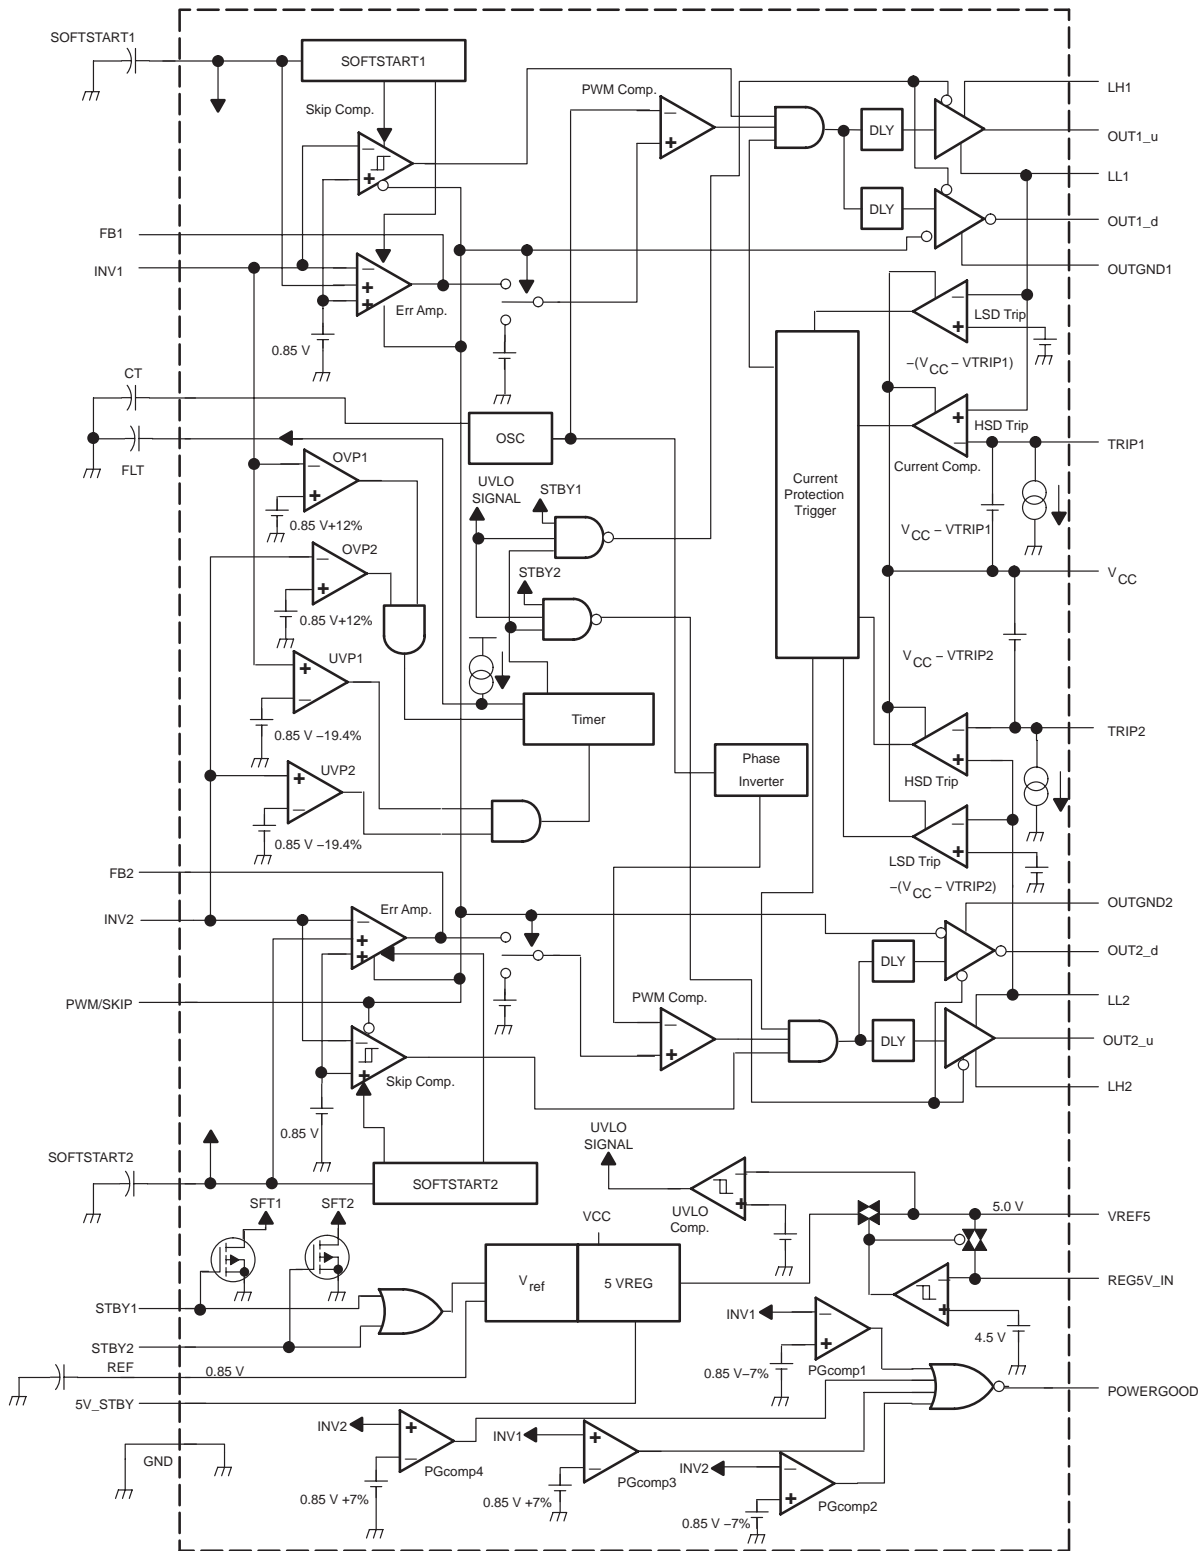 SOFTSTART1
SOFTSTART1
Skip Comp.
PWM Comp.
LH1
DLY
OUT1_u
LL1
DLY
OUT1_d
FB1
INV1
OUTGND1
Err Amp.
LSD Trip
0.85 V
−(VCC − VTRIP1)
CT
OSC
HSD Trip
TRIP1
FLT
OVP1
Current Comp.
UVLO
SIGNAL
STBY1
Current
Protection
Trigger
0.85 V+12%
VCC − VTRIP1
OVP2
STBY2
VCC
0.85 V+12%
UVP1
VCC − VTRIP2
Timer
0.85 V −19.4%
TRIP2
UVP2
Phase
Inverter
HSD Trip
0.85 V −19.4%
LSD Trip
FB2
−(VCC − VTRIP2)
OUTGND2
Err Amp.
INV2
OUT2_d
DLY
PWM/SKIP
PWM Comp.
LL2
DLY
OUT2_u
Skip Comp.
LH2
0.85 V
UVLO
SIGNAL
SOFTSTART2
SOFTSTART2
SFT1
SFT2
VCC
UVLO
Comp.
5.0 V
VREF5
Vref
5 VREG
REG5V_IN
STBY1
INV1
4.5 V
STBY2
REF
0.85 V
0.85 V−7%
PGcomp1
POWERGOOD
5V_STBY
INV2
INV1
GND
INV2
PGcomp4
PGcomp3
0.85 V +7%
0.85 V +7%
PGcomp2
0.85 V −7%